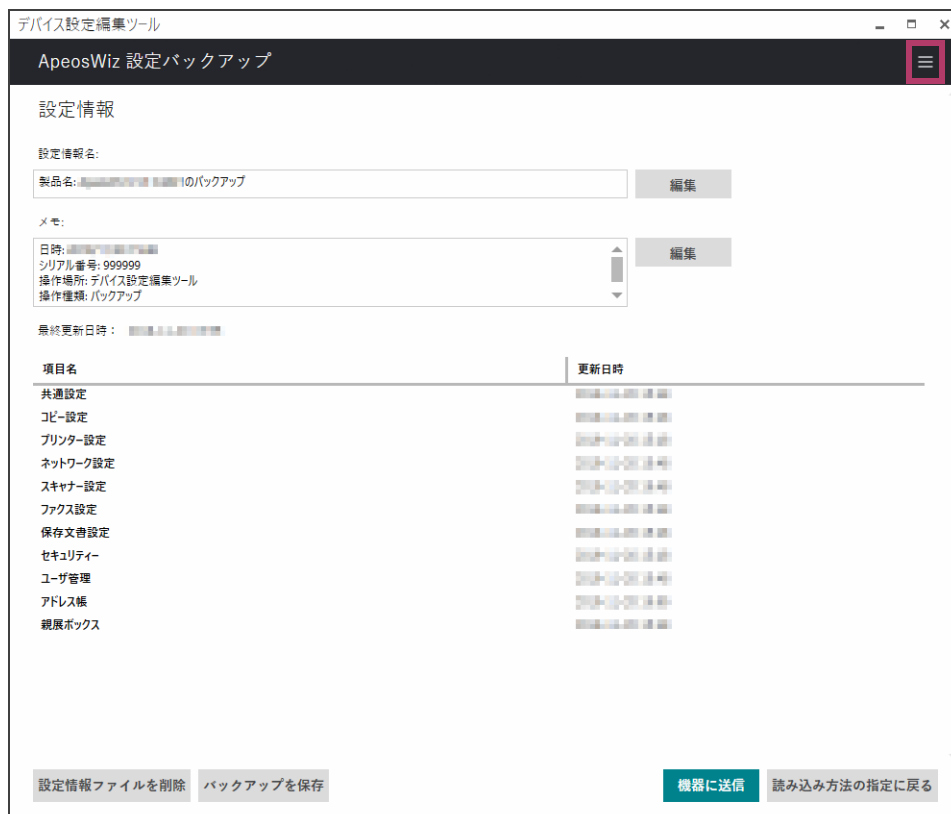 デバイス設定編集ツール
ApeosWiz 設定バックアップ
設定情報
設定情報名:
製品名: のバックアップ
編集
メモ:
日時:
シリアル番号: 999999
操作場所: デバイス設定編集ツール
操作種類: バックアップ
編集
最終更新日時：
項目名 更新日時
共通設定
コピー設定
プリンター設定
ネットワーク設定
スキャナー設定
ファクス設定
保存文書設定
セキュリティー
ユーザ管理
アドレス帳
親展ボックス
設定情報ファイルを削除 バックアップを保存 機器に送信 読み込み方法の指定に戻る